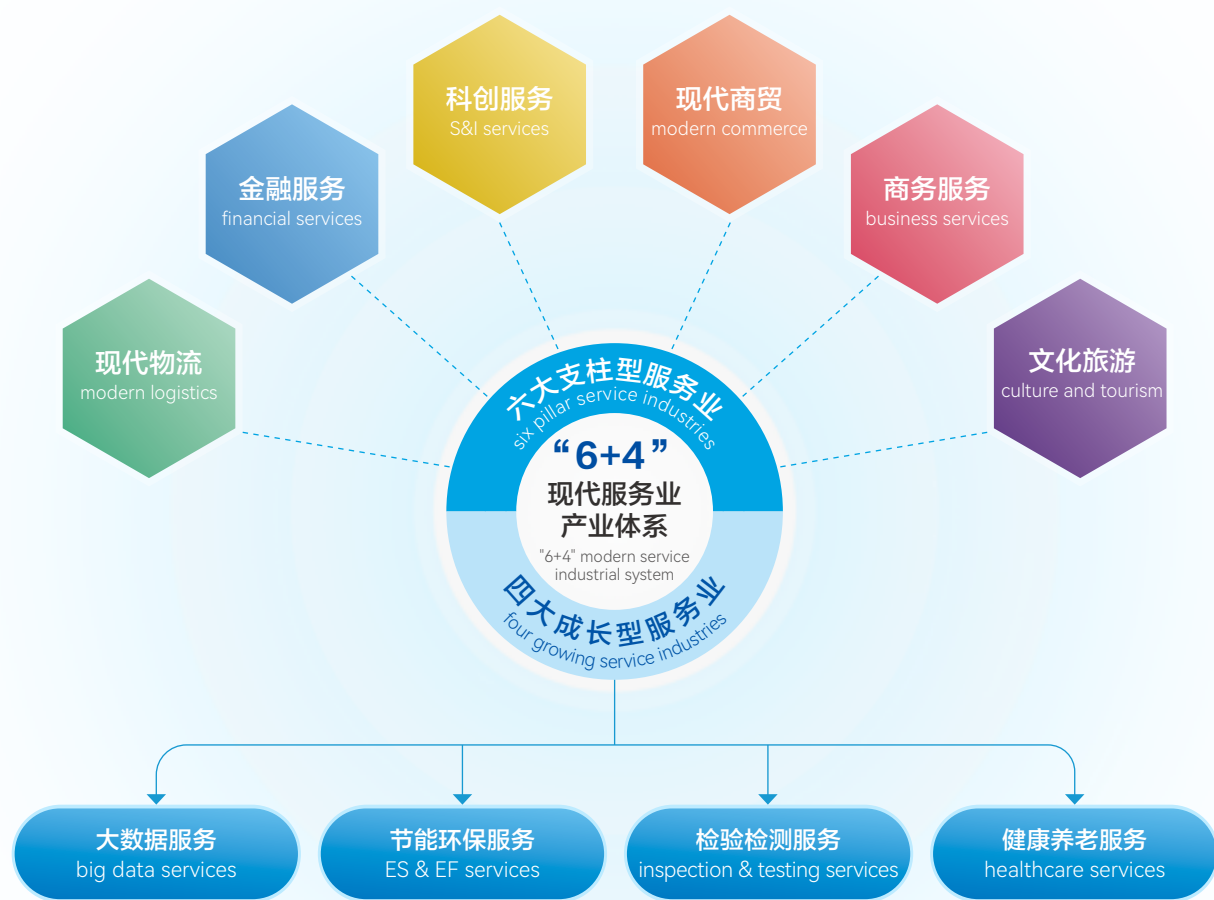 科创服务
S&I services
现代商贸
modern commerce
金融服务
financial services
商务服务
business services
现代物流
modern logistics
文化旅游
culture and tourism
六大支柱型服务业
six pillar service industries
“6+4”
现代服务业
产业体系
"6+4" modern service
industrial system
四大成长型服务业
four growing service industries
大数据服务
big data services
节能环保服务
ES & EF services
检验检测服务
inspection & testing services
健康养老服务
healthcare services